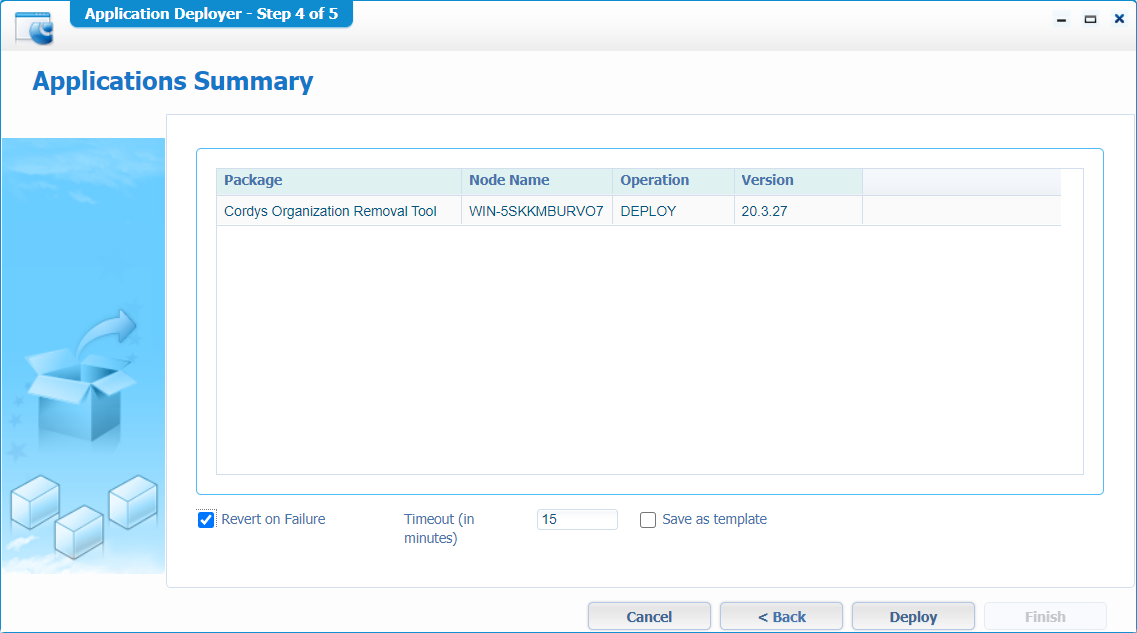 Application Deployer - Step 4 of 5
Applications Summary
Package Node Name Operation Version
Cordys Organization Removal Tool WIN-5SKKMBURVO7 DEPLOY 20.3.27
Revert on Failure Timeout (in minutes) 15 Save as template
Cancel < Back Deploy Finish